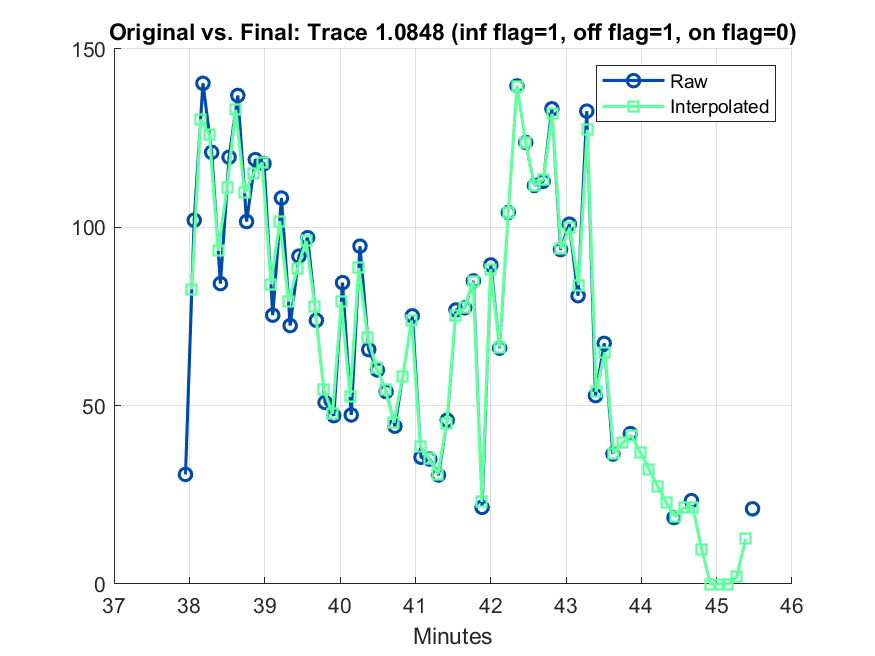 Original vs. Final: Trace 1.0848 (inf flag=1, off flag=1, on flag=0)
150
100
50
0
Raw
Interpolated
37 38 39 40 41 42 43 44 45 46
Minutes